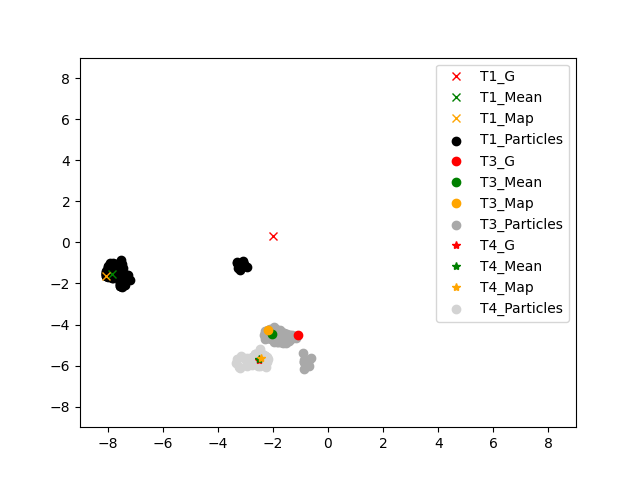 8
6
4
2
0
−2
−4
−6
−8
−8 −6 −4 −2 0 2 4 6 8
T1_G
T1_Mean
T1_Map
T1_Particles
T3_G
T3_Mean
T3_Map
T3_Particles
T4_G
T4_Mean
T4_Map
T4_Particles